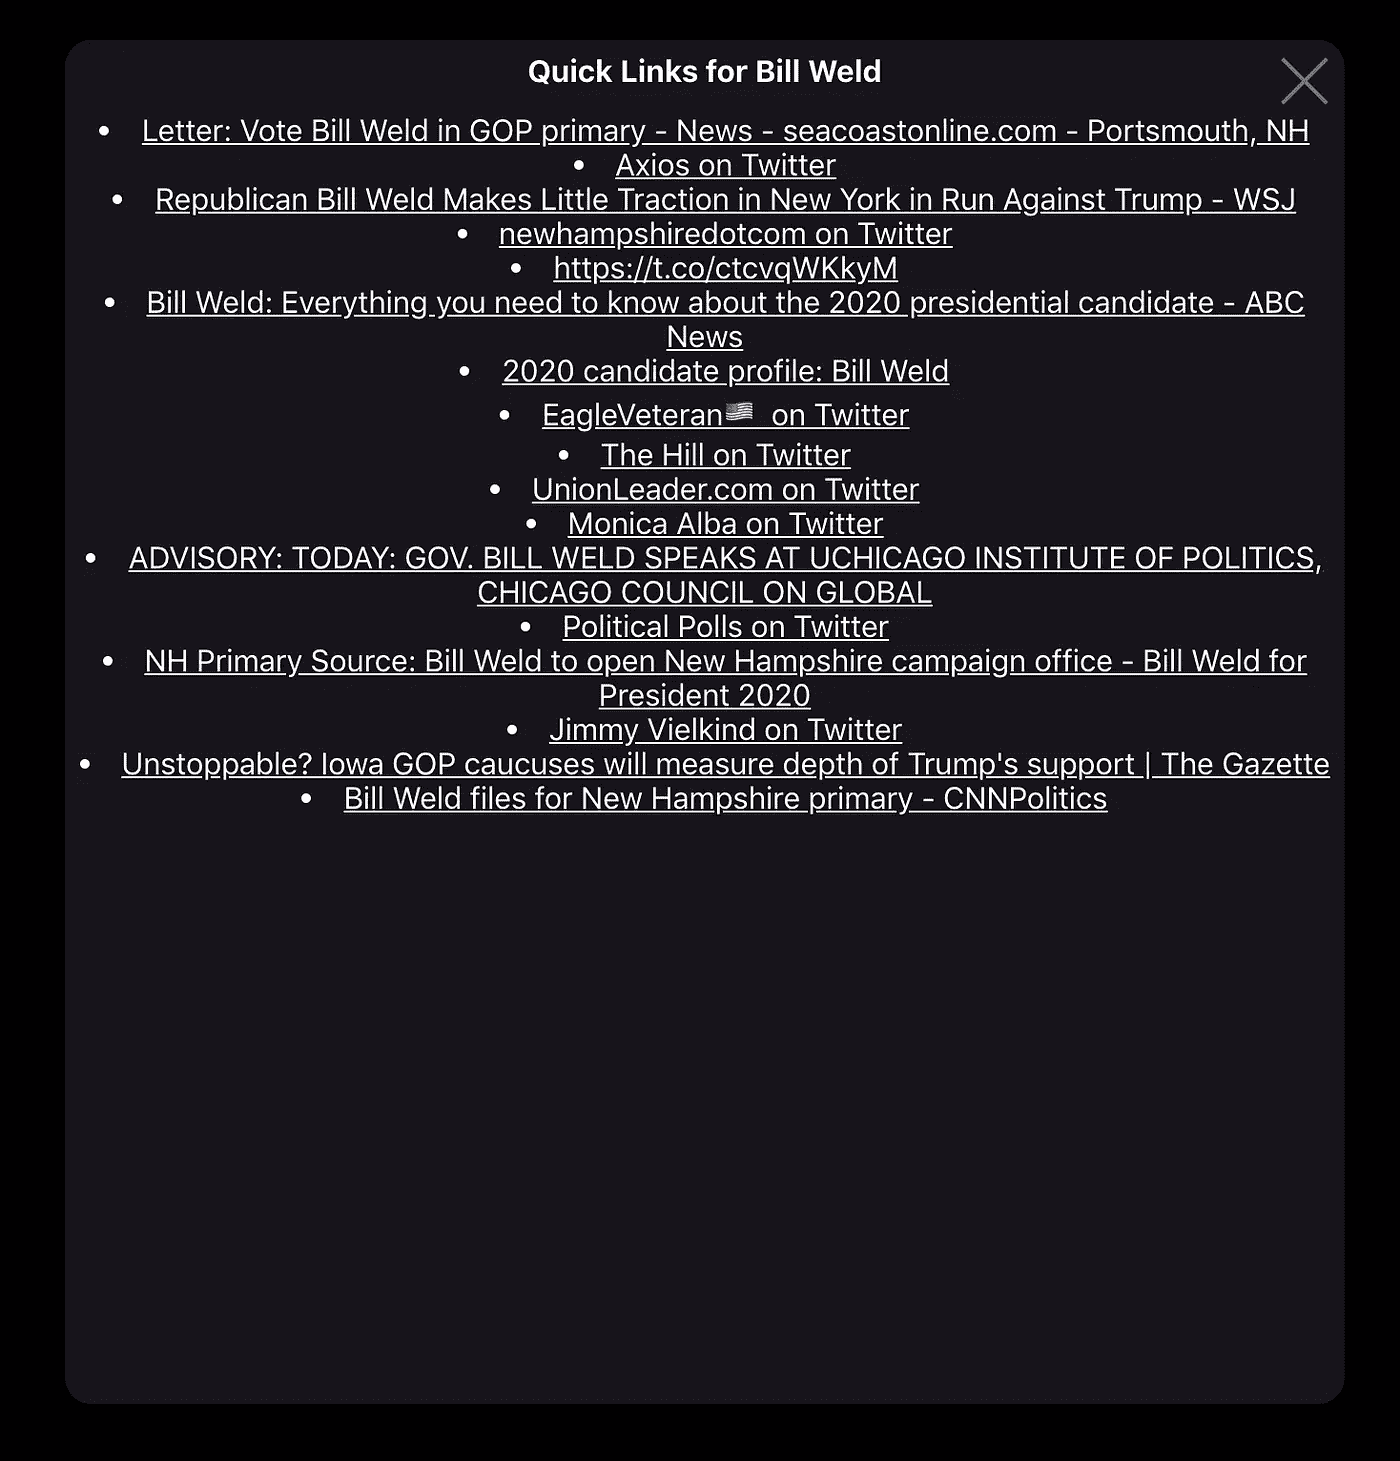 Quick Links for Bill Weld
• Letter: Vote Bill Weld in GOP primary - News - seacoastonline.com - Portsmouth, NH
• Axios on Twitter
• Republican Bill Weld Makes Little Traction in New York in Run Against Trump - WSJ
• newhampshiredotcom on Twitter
• https://t.co/ctcvqWKkyM
• Bill Weld: Everything you need to know about the 2020 presidential candidate - ABC
News
• 2020 candidate profile: Bill Weld
• EagleVeteran🇺🇸 on Twitter
• The Hill on Twitter
• UnionLeader.com on Twitter
• Monica Alba on Twitter
• ADVISORY: TODAY: GOV. BILL WELD SPEAKS AT UCHICAGO INSTITUTE OF POLITICS,
CHICAGO COUNCIL ON GLOBAL
• Political Polls on Twitter
• NH Primary Source: Bill Weld to open New Hampshire campaign office - Bill Weld for
President 2020
• Jimmy Vielkind on Twitter
• Unstoppable? Iowa GOP caucuses will measure depth of Trump's support | The Gazette
• Bill Weld files for New Hampshire primary - CNNPolitics